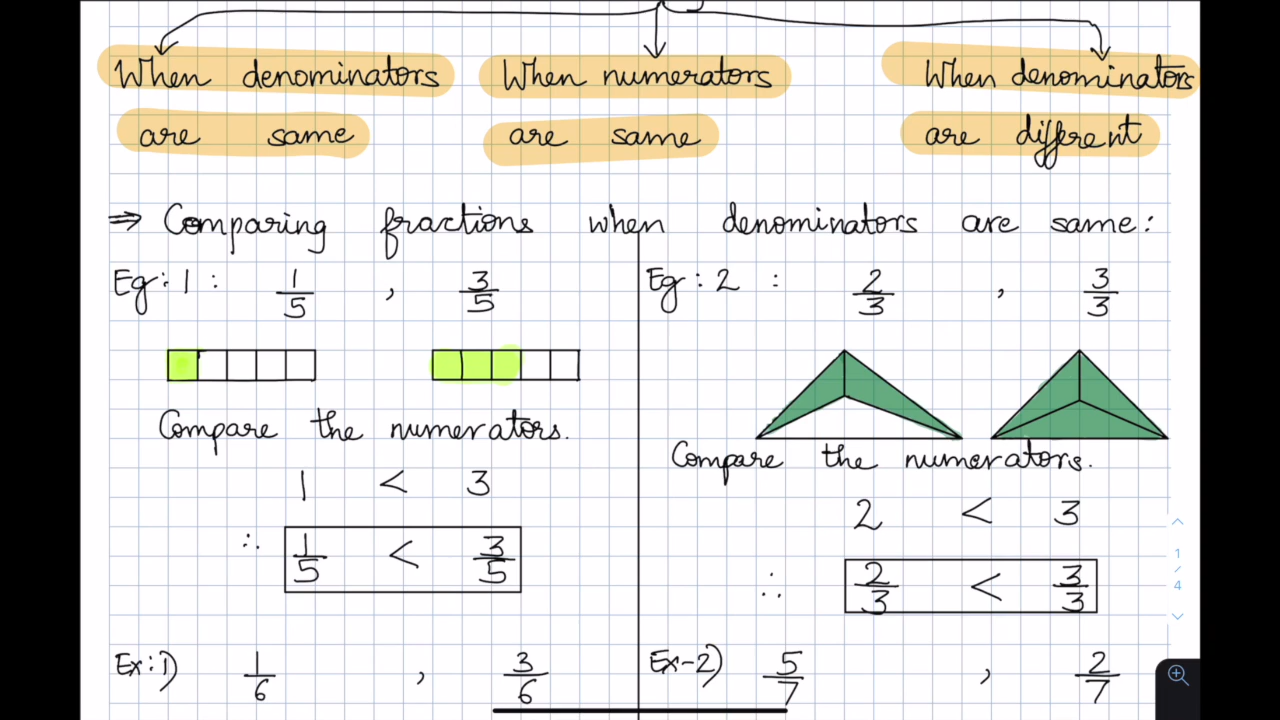 When denominators are same
When numerators are same
When denominators are different
⇒ Comparing fractions when denominators are same:
Eg:1: 1/5 , 3/5
Compare the numerators.
1 < 3
∴ 1/5 < 3/5
Eg:2 : 2/3 , 3/3
Compare the numerators.
2 < 3
∴ 2/3 < 3/3
Ex:1) 1/6 , 3/6
Ex-2) 5/7 , 2/7
1
/
4